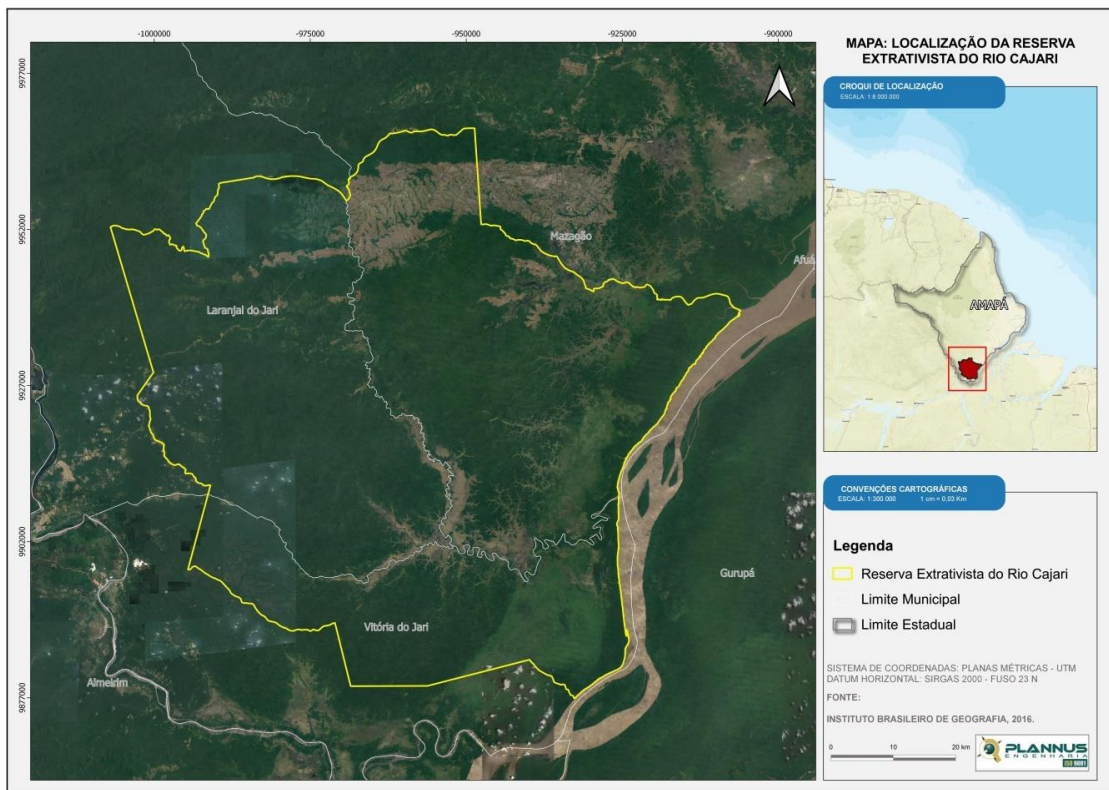 -1000000
-975000
-950000
-925000
-900000
9977000
9952000
9927000
9902000
9877000
Mazagão
Afuá
Laranjal do Jari
Gurupá
Vitória do Jari
Almeirim
MAPA: LOCALIZAÇÃO DA RESERVA
EXTRATIVISTA DO RIO CAJARI
CROQUI DE LOCALIZAÇÃO
ESCALA: 1:8.000.000
AMAPÁ
CONVENÇÕES CARTOGRÁFICAS
ESCALA: 1:300.000 1 cm = 0.03 Km
Legenda
Reserva Extrativista do Rio Cajari
Limite Municipal
Limite Estadual
SISTEMA DE COORDENADAS: PLANAS MÉTRICAS - UTM
DATUM HORIZONTAL: SIRGAS 2000 - FUSO 23 N
FONTE:
INSTITUTO BRASILEIRO DE GEOGRAFIA, 2016.
0 10 20 km
PLANNUS
ENGENHARIA
ISO 9001